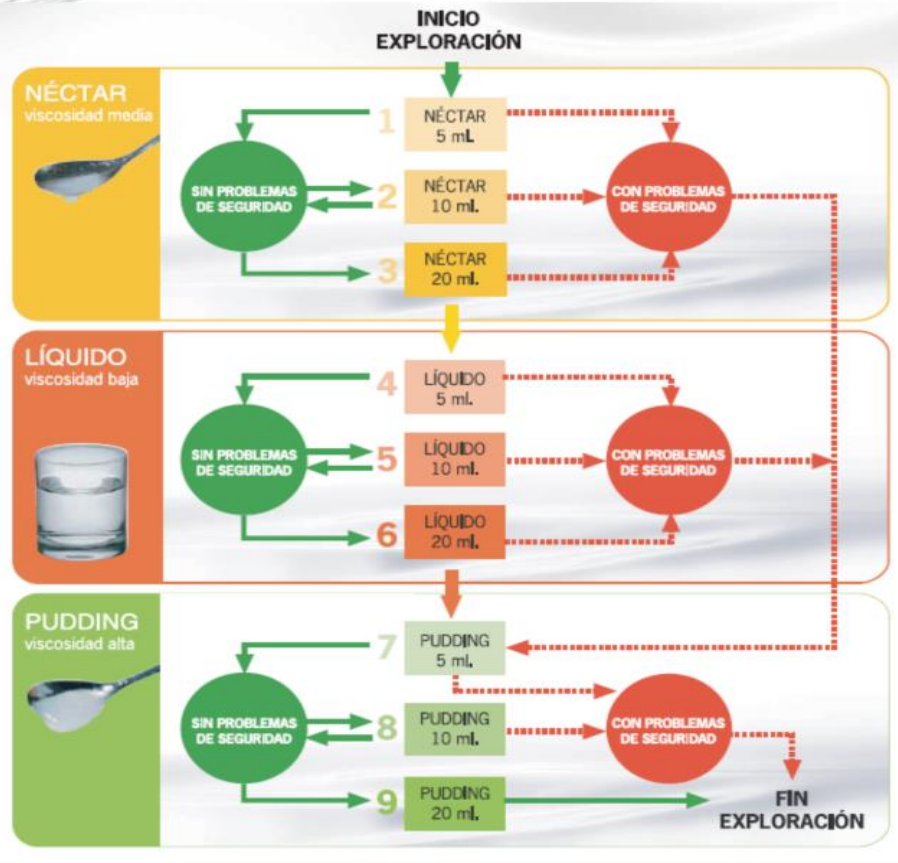 INICIO
EXPLORACIÓN
NÉCTAR
viscosidad media
1
NÉCTAR
5 ml.
SIN PROBLEMAS
DE SEGURIDAD
2
NÉCTAR
10 ml.
CON PROBLEMAS
DE SEGURIDAD
3
NÉCTAR
20 ml.
LÍQUIDO
viscosidad baja
4
LÍQUIDO
5 ml.
SIN PROBLEMAS
DE SEGURIDAD
5
LÍQUIDO
10 ml.
CON PROBLEMAS
DE SEGURIDAD
6
LÍQUIDO
20 ml.
PUDDING
viscosidad alta
7
PUDDING
5 ml.
SIN PROBLEMAS
DE SEGURIDAD
8
PUDDING
10 ml.
CON PROBLEMAS
DE SEGURIDAD
9
PUDDING
20 ml.
FIN
EXPLORACIÓN